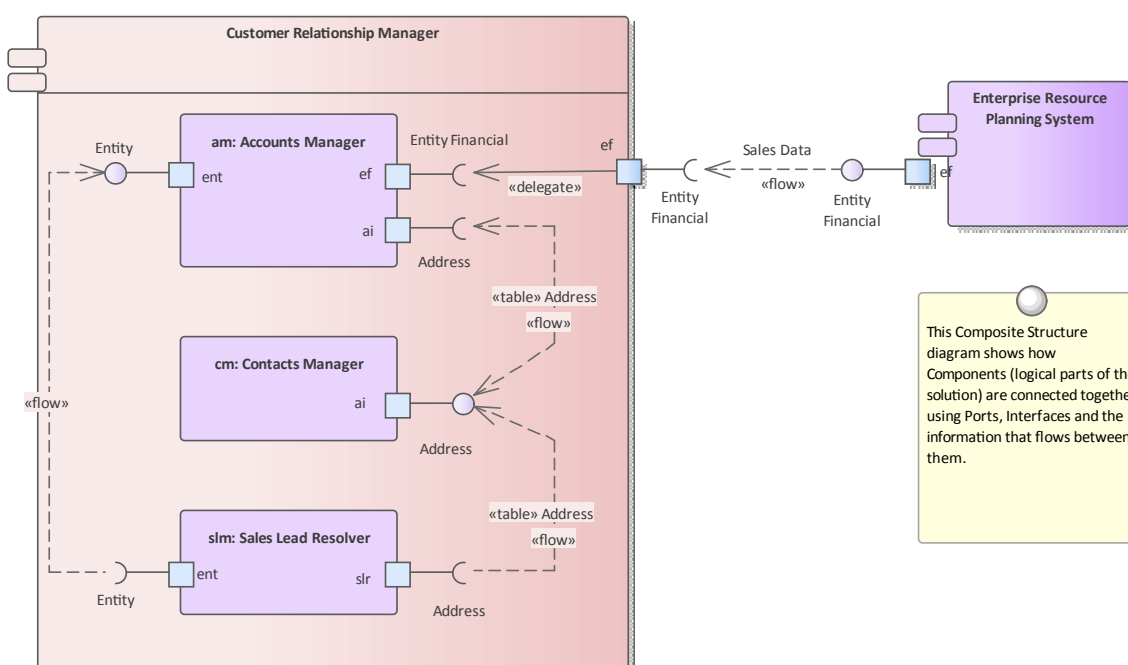 Customer Relationship Manager
Enterprise Resource
Planning System
am: Accounts Manager
Entity
ent
Entity Financial
ef
ef
«delegate»
Sales Data
«flow»
ef
Entity
Financial
Entity
Financial
ai
Address
«table» Address
«flow»
This Composite Structure
diagram shows how
Components (logical parts of
solution) are connected
using Ports, Interfaces and the
information that flows between
them.
cm: Contacts Manager
ai
«flow»
Address
«table» Address
«flow»
slm: Sales Lead Resolver
ent
slr
Entity
Address